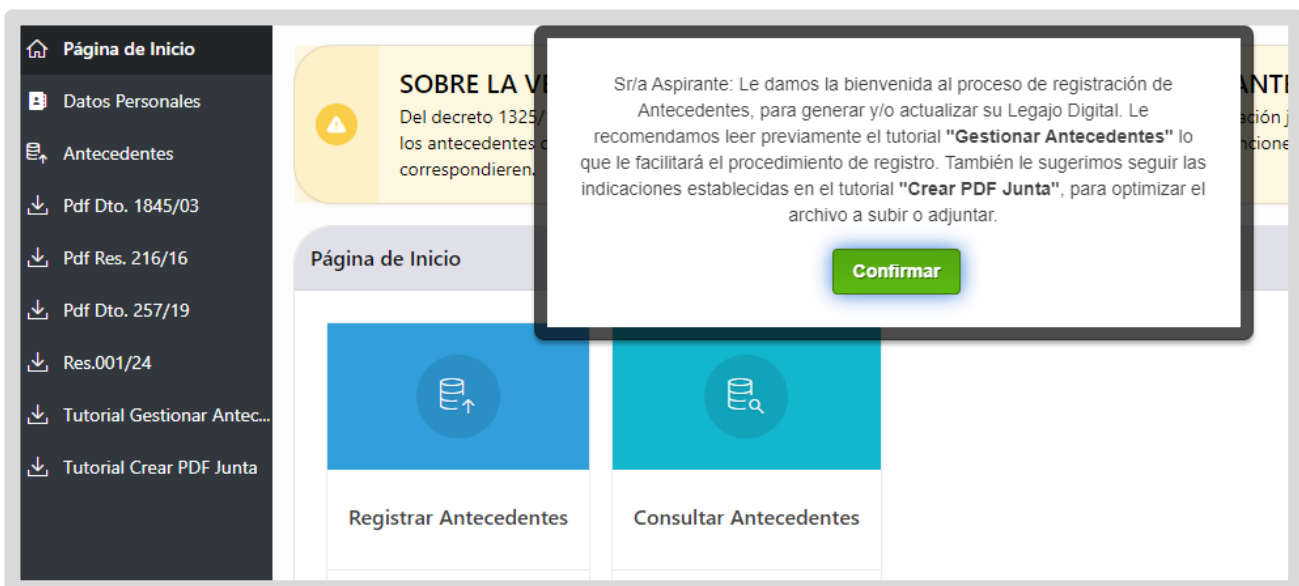 Página de Inicio
Datos Personales
Antecedentes
Pdf Dto. 1845/03
Pdf Res. 216/16
Pdf Dto. 257/19
Res.001/24
Tutorial Gestionar Antec...
Tutorial Crear PDF Junta
SOBRE LA
Del decreto 1325/
los antecedentes
correspondieren.
Sr/a Aspirante: Le damos la bienvenida al proceso de registración de
Antecedentes, para generar y/o actualizar su Legajo Digital. Le
recomendamos leer previamente el tutorial "Gestionar Antecedentes" lo
que le facilitará el procedimiento de registro. También le sugerimos seguir las
indicaciones establecidas en el tutorial "Crear PDF Junta", para optimizar el
archivo a subir o adjuntar.
Confirmar
Página de Inicio
Registrar Antecedentes
Consultar Antecedentes